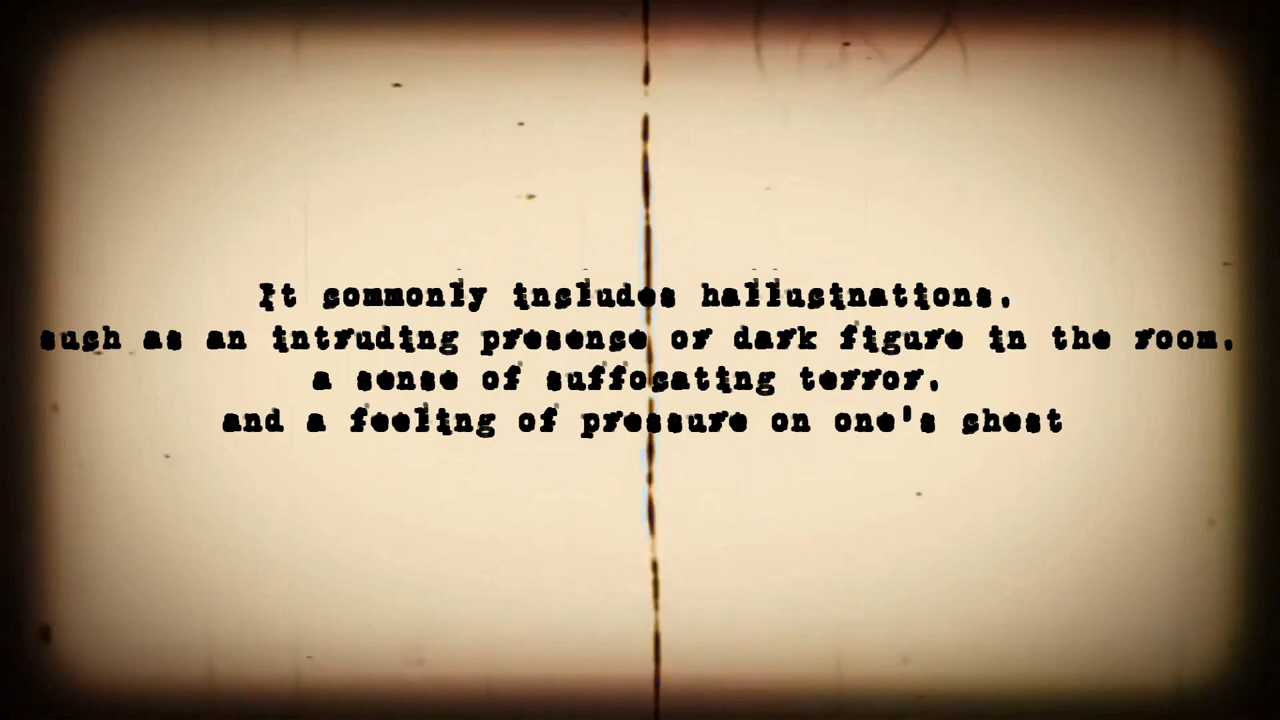 It commonly includes hallucinations,
such as an intruding presence or dark figure in the room,
a sense of suffocating terror,
and a feeling of pressure on one's chest